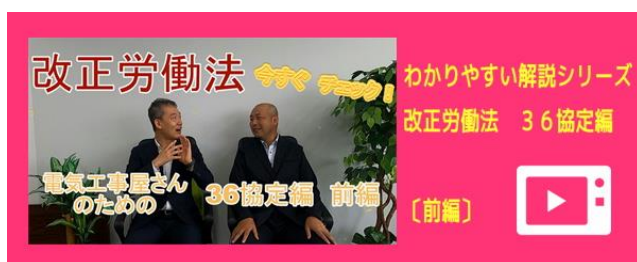 改正労働法
今すぐ チェック!
電気工事屋さん
のための
36協定編 前編
わかりやすい解説シリーズ
改正労働法 36協定編
〔前編〕